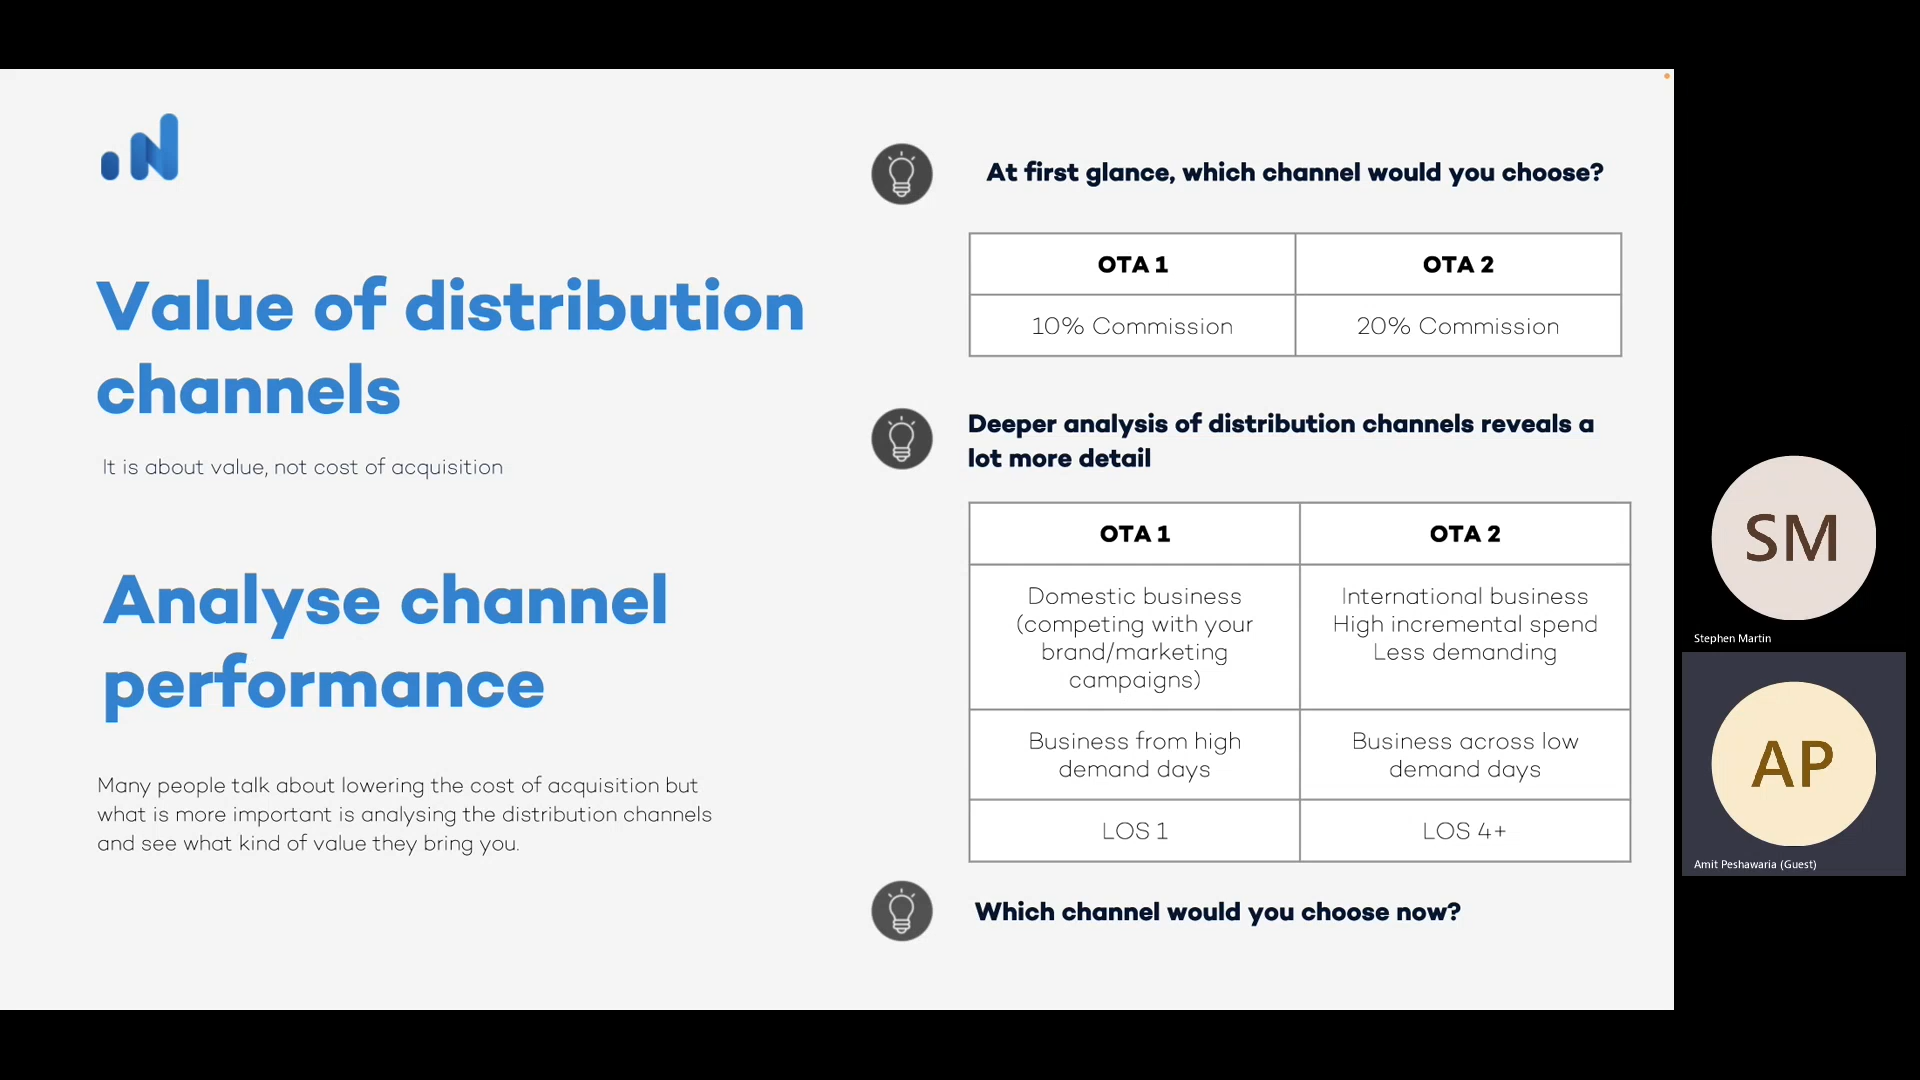 Value of distribution
channels
It is about value, not cost of acquisition
Analyse channel
performance
Many people talk about lowering the cost of acquisition but
what is more important is analysing the distribution channels
and see what kind of value they bring you.
At first glance, which channel would you choose?
OTA 1
OTA 2
10% Commission
20% Commission
Deeper analysis of distribution channels reveals a
lot more detail
OTA 1
OTA 2
Domestic business
(competing with your
brand/marketing
campaigns)
International business
High incremental spend
Less demanding
Business from high
demand days
Business across low
demand days
LOS 1
LOS 4+
Which channel would you choose now?
SM
Stephen Martin
AP
Amit Peshawaria (Guest)